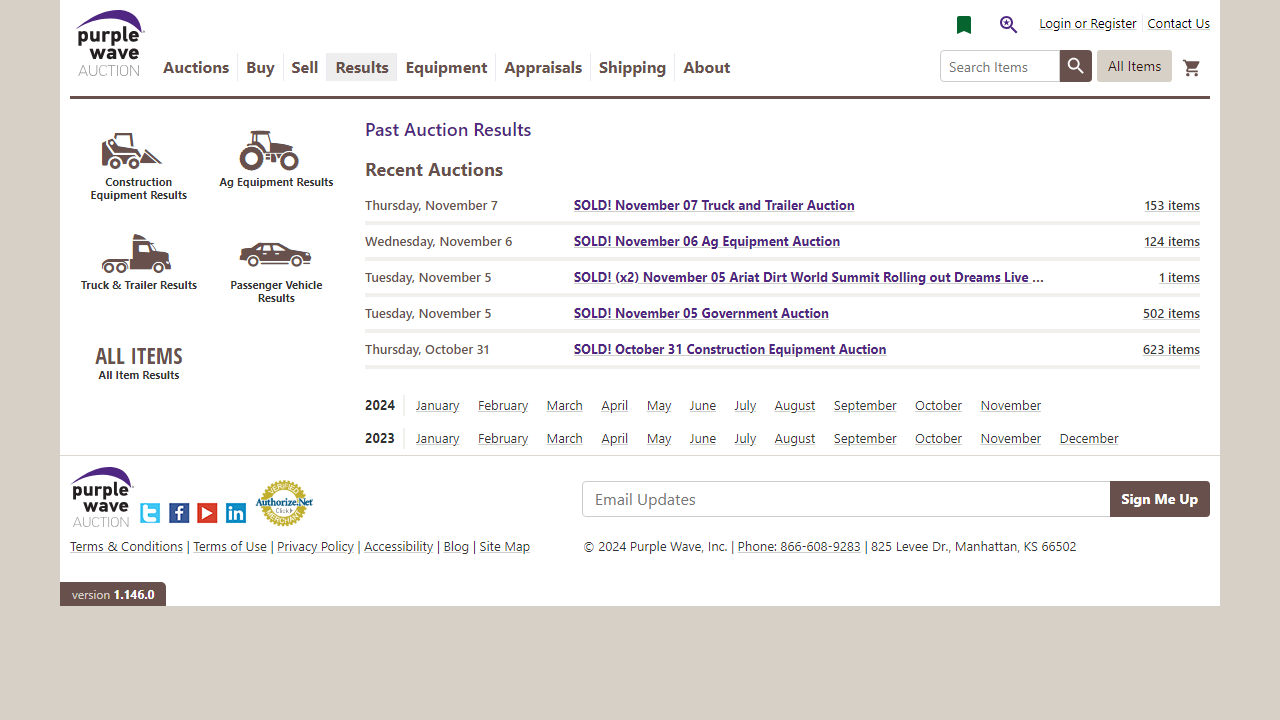 purple wave AUCTION
Login or Register Contact Us
Auctions Buy Sell Results Equipment Appraisals Shipping About
Search Items All Items
Construction Equipment Results
Ag Equipment Results
Truck & Trailer Results
Passenger Vehicle Results
ALL ITEMS
All Item Results
Past Auction Results
Recent Auctions
Thursday, November 7 SOLD! November 07 Truck and Trailer Auction 153 items
Wednesday, November 6 SOLD! November 06 Ag Equipment Auction 124 items
Tuesday, November 5 SOLD! (x2) November 05 Ariat Dirt World Summit Rolling out Dreams Live ... 1 items
Tuesday, November 5 SOLD! November 05 Government Auction 502 items
Thursday, October 31 SOLD! October 31 Construction Equipment Auction 623 items
2024 January February March April May June July August September October November
2023 January February March April May June July August September October November December
purple wave AUCTION
Authorize.Net
Click
Email Updates Sign Me Up
Terms & Conditions | Terms of Use | Privacy Policy | Accessibility | Blog | Site Map
© 2024 Purple Wave, Inc. | Phone: 866-608-9283 | 825 Levee Dr., Manhattan, KS 66502
version 1.146.0